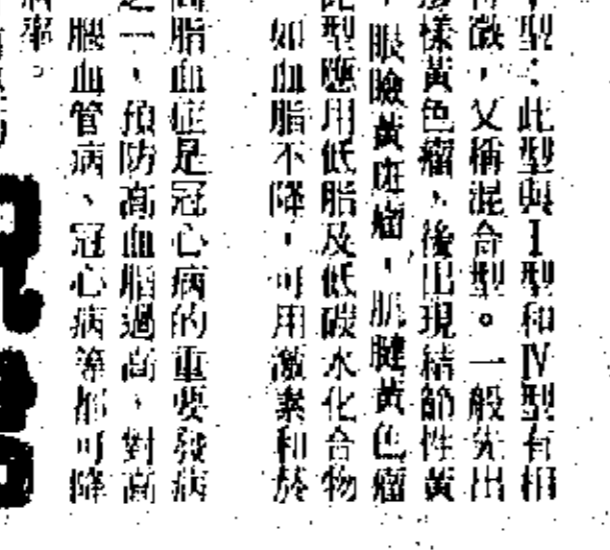 型：此型與I型和IV型有相
徵，又稱混合型。一般先出
樣黃色瘤，後出現結節性黃
，眼瞼黃斑瘤，肌腱黃色瘤
型應用低脂及低碳水化合物
如血脂不降，可用激素和菸
脂血症是冠心病的重要發病
之一，預防高血脂過高，對高
腦血管病、冠心病等都可降
病率。